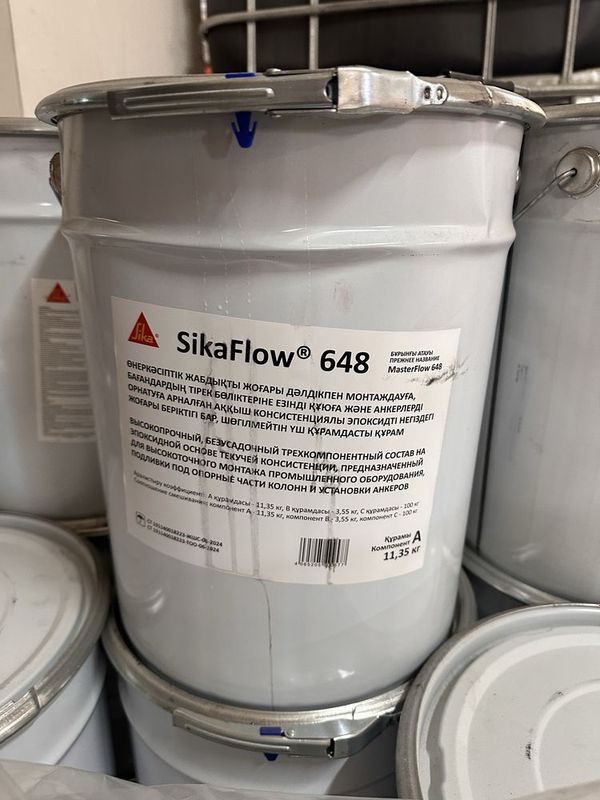 Sika
SikaFlow® 648
БҰРЫНҒЫ АТАУЫ
ПРЕЖНЕЕ НАЗВАНИЕ
MasterFlow 648
ӨНЕРКӘСІПТІК ЖАБДЫҚТЫ ЖОҒАРЫ ДӘЛДІКПЕН МОНТАЖДАУҒА,
БАҒАНДАРДЫҢ ТІРЕК БӨЛІКТЕРІНЕ ЕЗІНДІ ҚҰЮҒА ЖӘНЕ АНКЕРЛЕРДІ
ОРНАТУҒА АРНАЛҒАН АҚҚЫШ КОНСИСТЕНЦИЯЛЫ ЭПОКСИДТІ НЕГІЗДЕГІ
ЖОҒАРЫ БЕРІКТІГІ БАР, ШӨГІЛМЕЙТІН ҮШ ҚҰРАМДАСТЫ ҚҰРАМ
ВЫСОКОПРОЧНЫЙ, БЕЗУСАДОЧНЫЙ ТРЕХКОМПОНЕНТНЫЙ СОСТАВ НА
ЭПОКСИДНОЙ ОСНОВЕ ТЕКУЧЕЙ КОНСИСТЕНЦИИ, ПРЕДНАЗНАЧЕННЫЙ
ДЛЯ ВЫСОКОТОЧНОГО МОНТАЖА ПРОМЫШЛЕННОГО ОБОРУДОВАНИЯ,
ПОДЛИВКИ ПОД ОПОРНЫЕ ЧАСТИ КОЛОНН И УСТАНОВКИ АНКЕРОВ
Араластыру коэффициенті: А құрамдасы - 11,35 кг, В құрамдасы - 3,55 кг, С құрамдасы - 100 кг
Соотношение смешивания: компонент А - 11,35 кг, компонент В - 3,55 кг, компонент С - 100 кг
Құрамы
Компонент А
11,35 кг